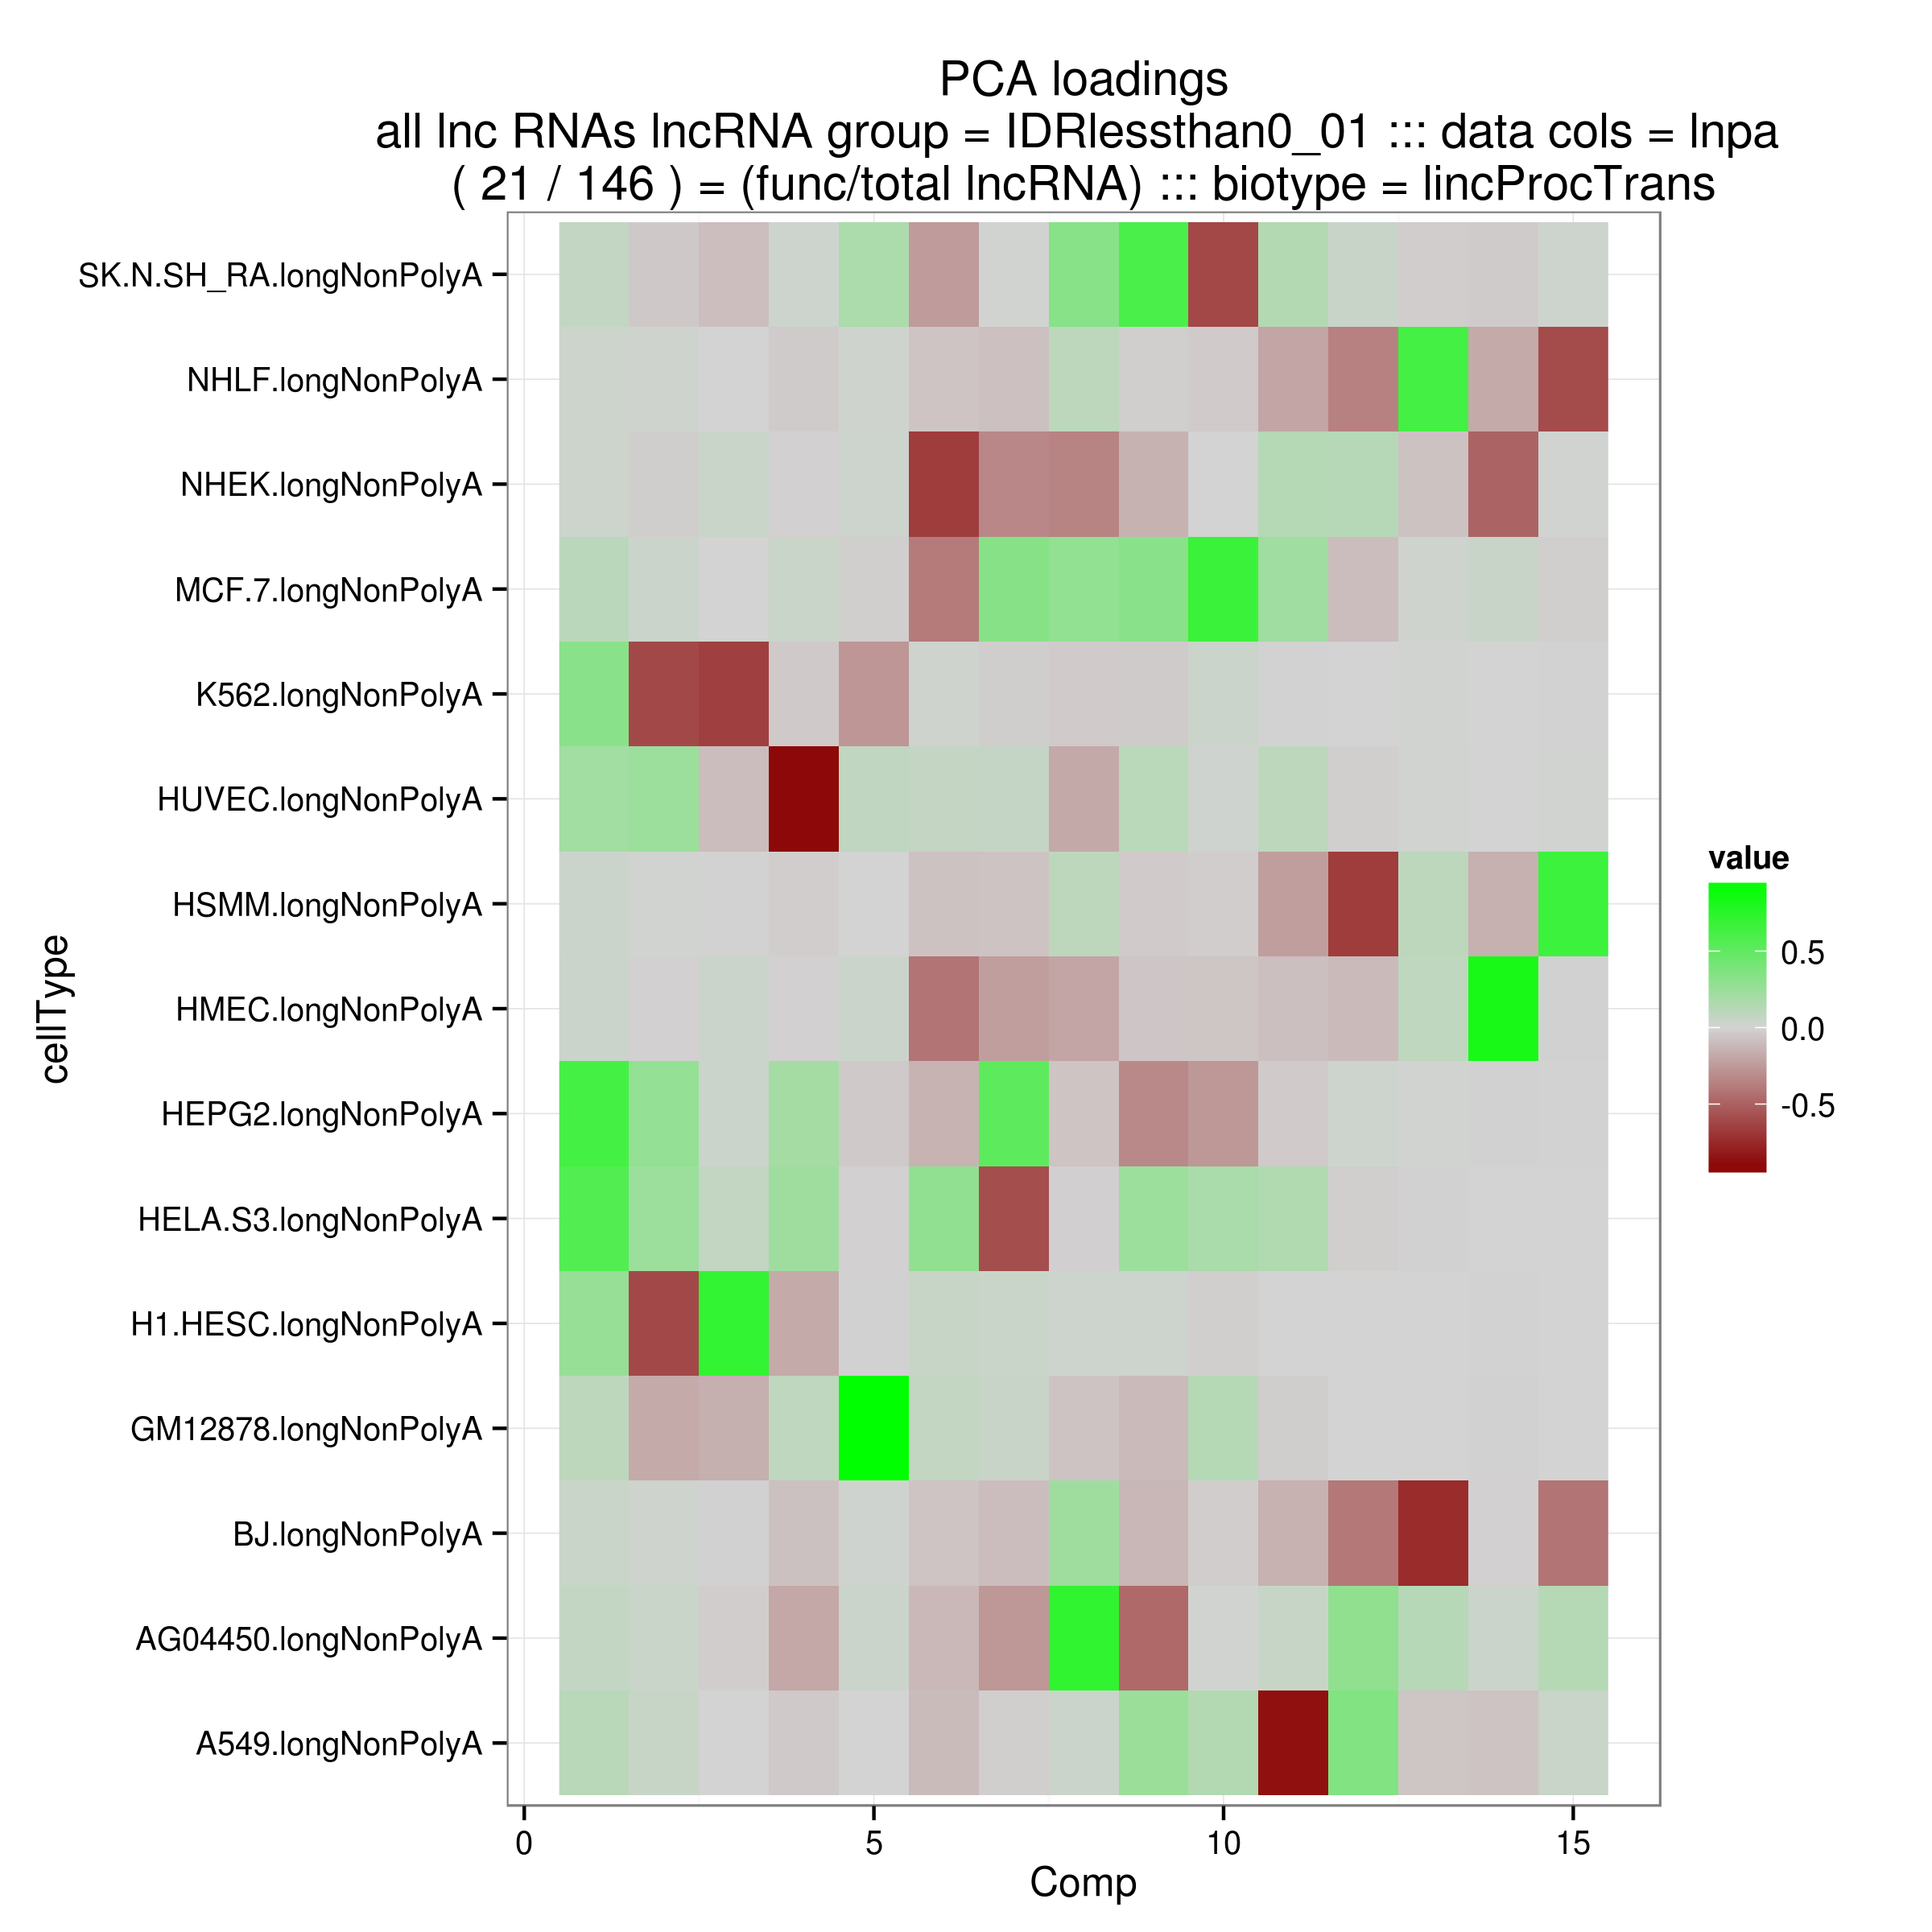 PCA loadings
all lnc RNAs lncRNA group = IDRlessthan0_01 ::: data cols = lnpa
( 21 / 146 ) = (func/total lncRNA) ::: biotype = lincProcTrans
SK.N.SH_RA.longNonPolyA
NHLF.longNonPolyA
NHEK.longNonPolyA
MCF.7.longNonPolyA
K562.longNonPolyA
HUVEC.longNonPolyA
HSMM.longNonPolyA
HMEC.longNonPolyA
HEPG2.longNonPolyA
HELA.S3.longNonPolyA
H1.HESC.longNonPolyA
GM12878.longNonPolyA
BJ.longNonPolyA
AG04450.longNonPolyA
A549.longNonPolyA
cellType
0 5 10 15
Comp
value
0.5
0.0
-0.5